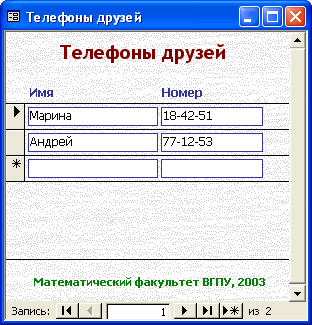 Телефоны друзей
Телефоны друзей
Имя Номер
Марина 18-42-51
Андрей 77-12-53
Математический факультет ВГПУ, 2003
Запись: 1 из 2